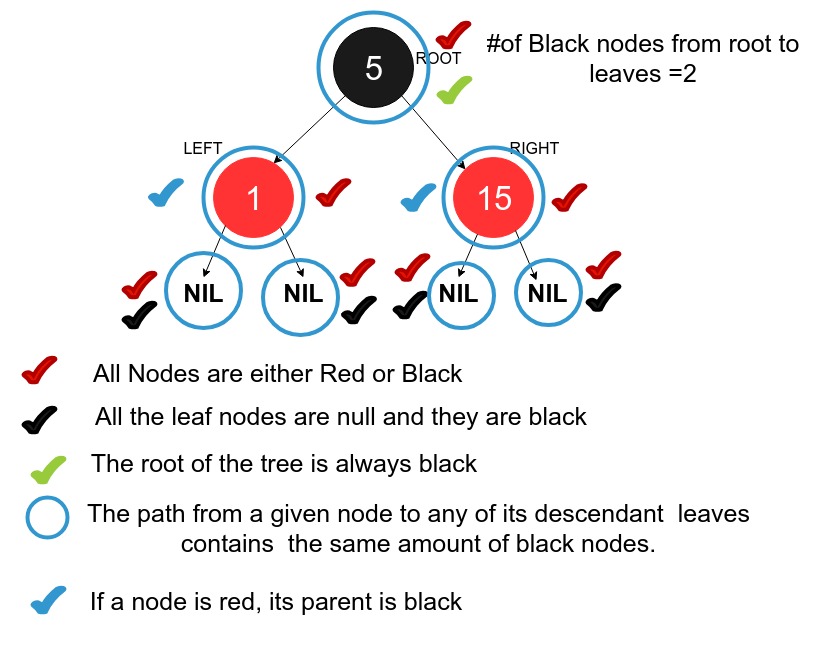 5
ROOT
#of Black nodes from root to
leaves =2
LEFT
RIGHT
1
15
NIL
NIL
NIL
NIL
All Nodes are either Red or Black
All the leaf nodes are null and they are black
The root of the tree is always black
The path from a given node to any of its descendant leaves
contains the same amount of black nodes.
If a node is red, its parent is black